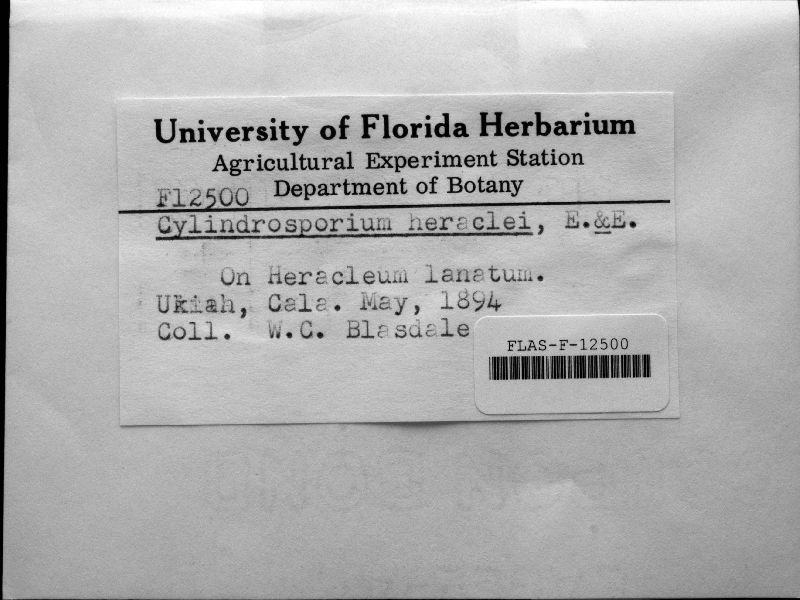 University of Florida Herbarium
Agricultural Experiment Station
Department of Botany
F12500
Cylindrosporium heraclei, E.&E.
On Heracleum lanatum.
Ukiah, Cala. May, 1894
Coll. W.C. Blasdale
FLAS-F-12500